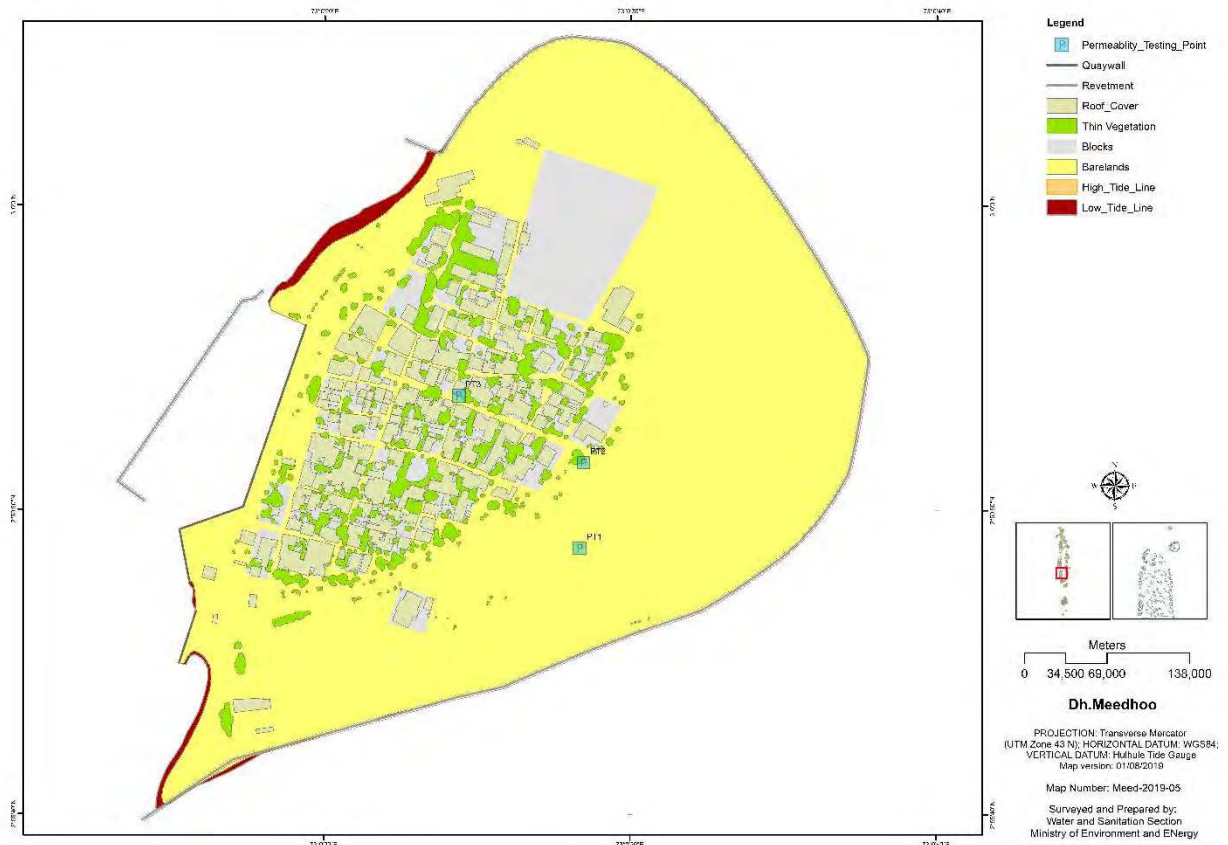 Legend
P Permeablity_Testing_Point
Quaywall
Revetment
Roof_Cover
Thin Vegetation
Blocks
Barelands
High_Tide_Line
Low_Tide_Line
PT3
P
PT2
P
PT1
P
N
W E
S
Meters
0 34,500 69,000 138,000
Dh.Meedhoo
PROJECTION: Transverse Mercator
(UTM Zone 43 N); HORIZONTAL DATUM: WGS84;
VERTICAL DATUM: Hulhule Tide Gauge
Map version: 01/08/2019
Map Number: Meed-2019-05
Surveyed and Prepared by:
Water and Sanitation Section
Ministry of Environment and ENergy